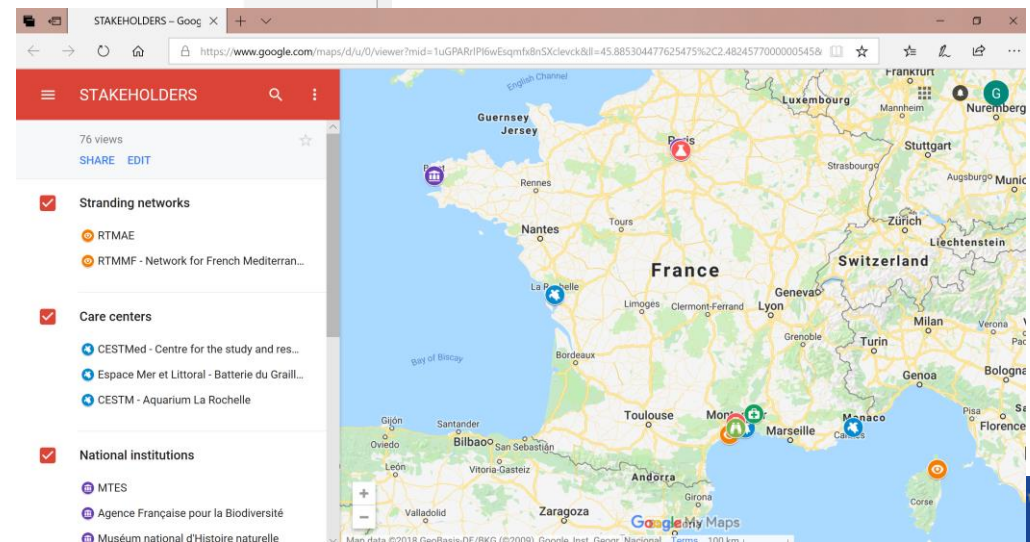 STAKEHOLDERS – Goog
https://www.google.com/maps/d/u/0/viewer?mid=1uGPARrIPl6wEsqmfxBnSXclevck&ll=45.885304477625475%2C2.48245770000000545&
STAKEHOLDERS
76 views
SHARE EDIT
Stranding networks
RTMAE
RTMMF - Network for French Mediterran...
Care centers
CESTMed - Centre for the study and res...
Espace Mer et Littoral - Batterie du Graill...
CESTM - Aquarium La Rochelle
National institutions
MTES
Agence Française pour la Biodiversité
Muséum national d'Histoire naturelle
G
English Channel
Guernsey
Jersey
Rennes
Nantes
Tours
France
Limoges
Clermont-Ferrand
Lyon
Bay of Biscay
Bordeaux
Toulouse
Marseille
Monaco
Luxembourg
Frankfurt
Mannheim
Nuremberg
Stuttgart
Strasbourg
Augsburg
Munic
Zürich
Liechtenstein
Switzerland
Geneva
Grenoble
Milan
Verona
Turin
Genoa
Bologna
Pisa
Florence
Corse
Gijón
Santander
Oviedo
Bilbao
San Sebastián
León
Vitoria-Gasteiz
Andorra
Girona
Valladolid
Zaragoza
Google My Maps
Map data ©2018 GeoBasis-DE/BKG (©2009), Google, Inst. Geogr. Nacional
Terms
100 km